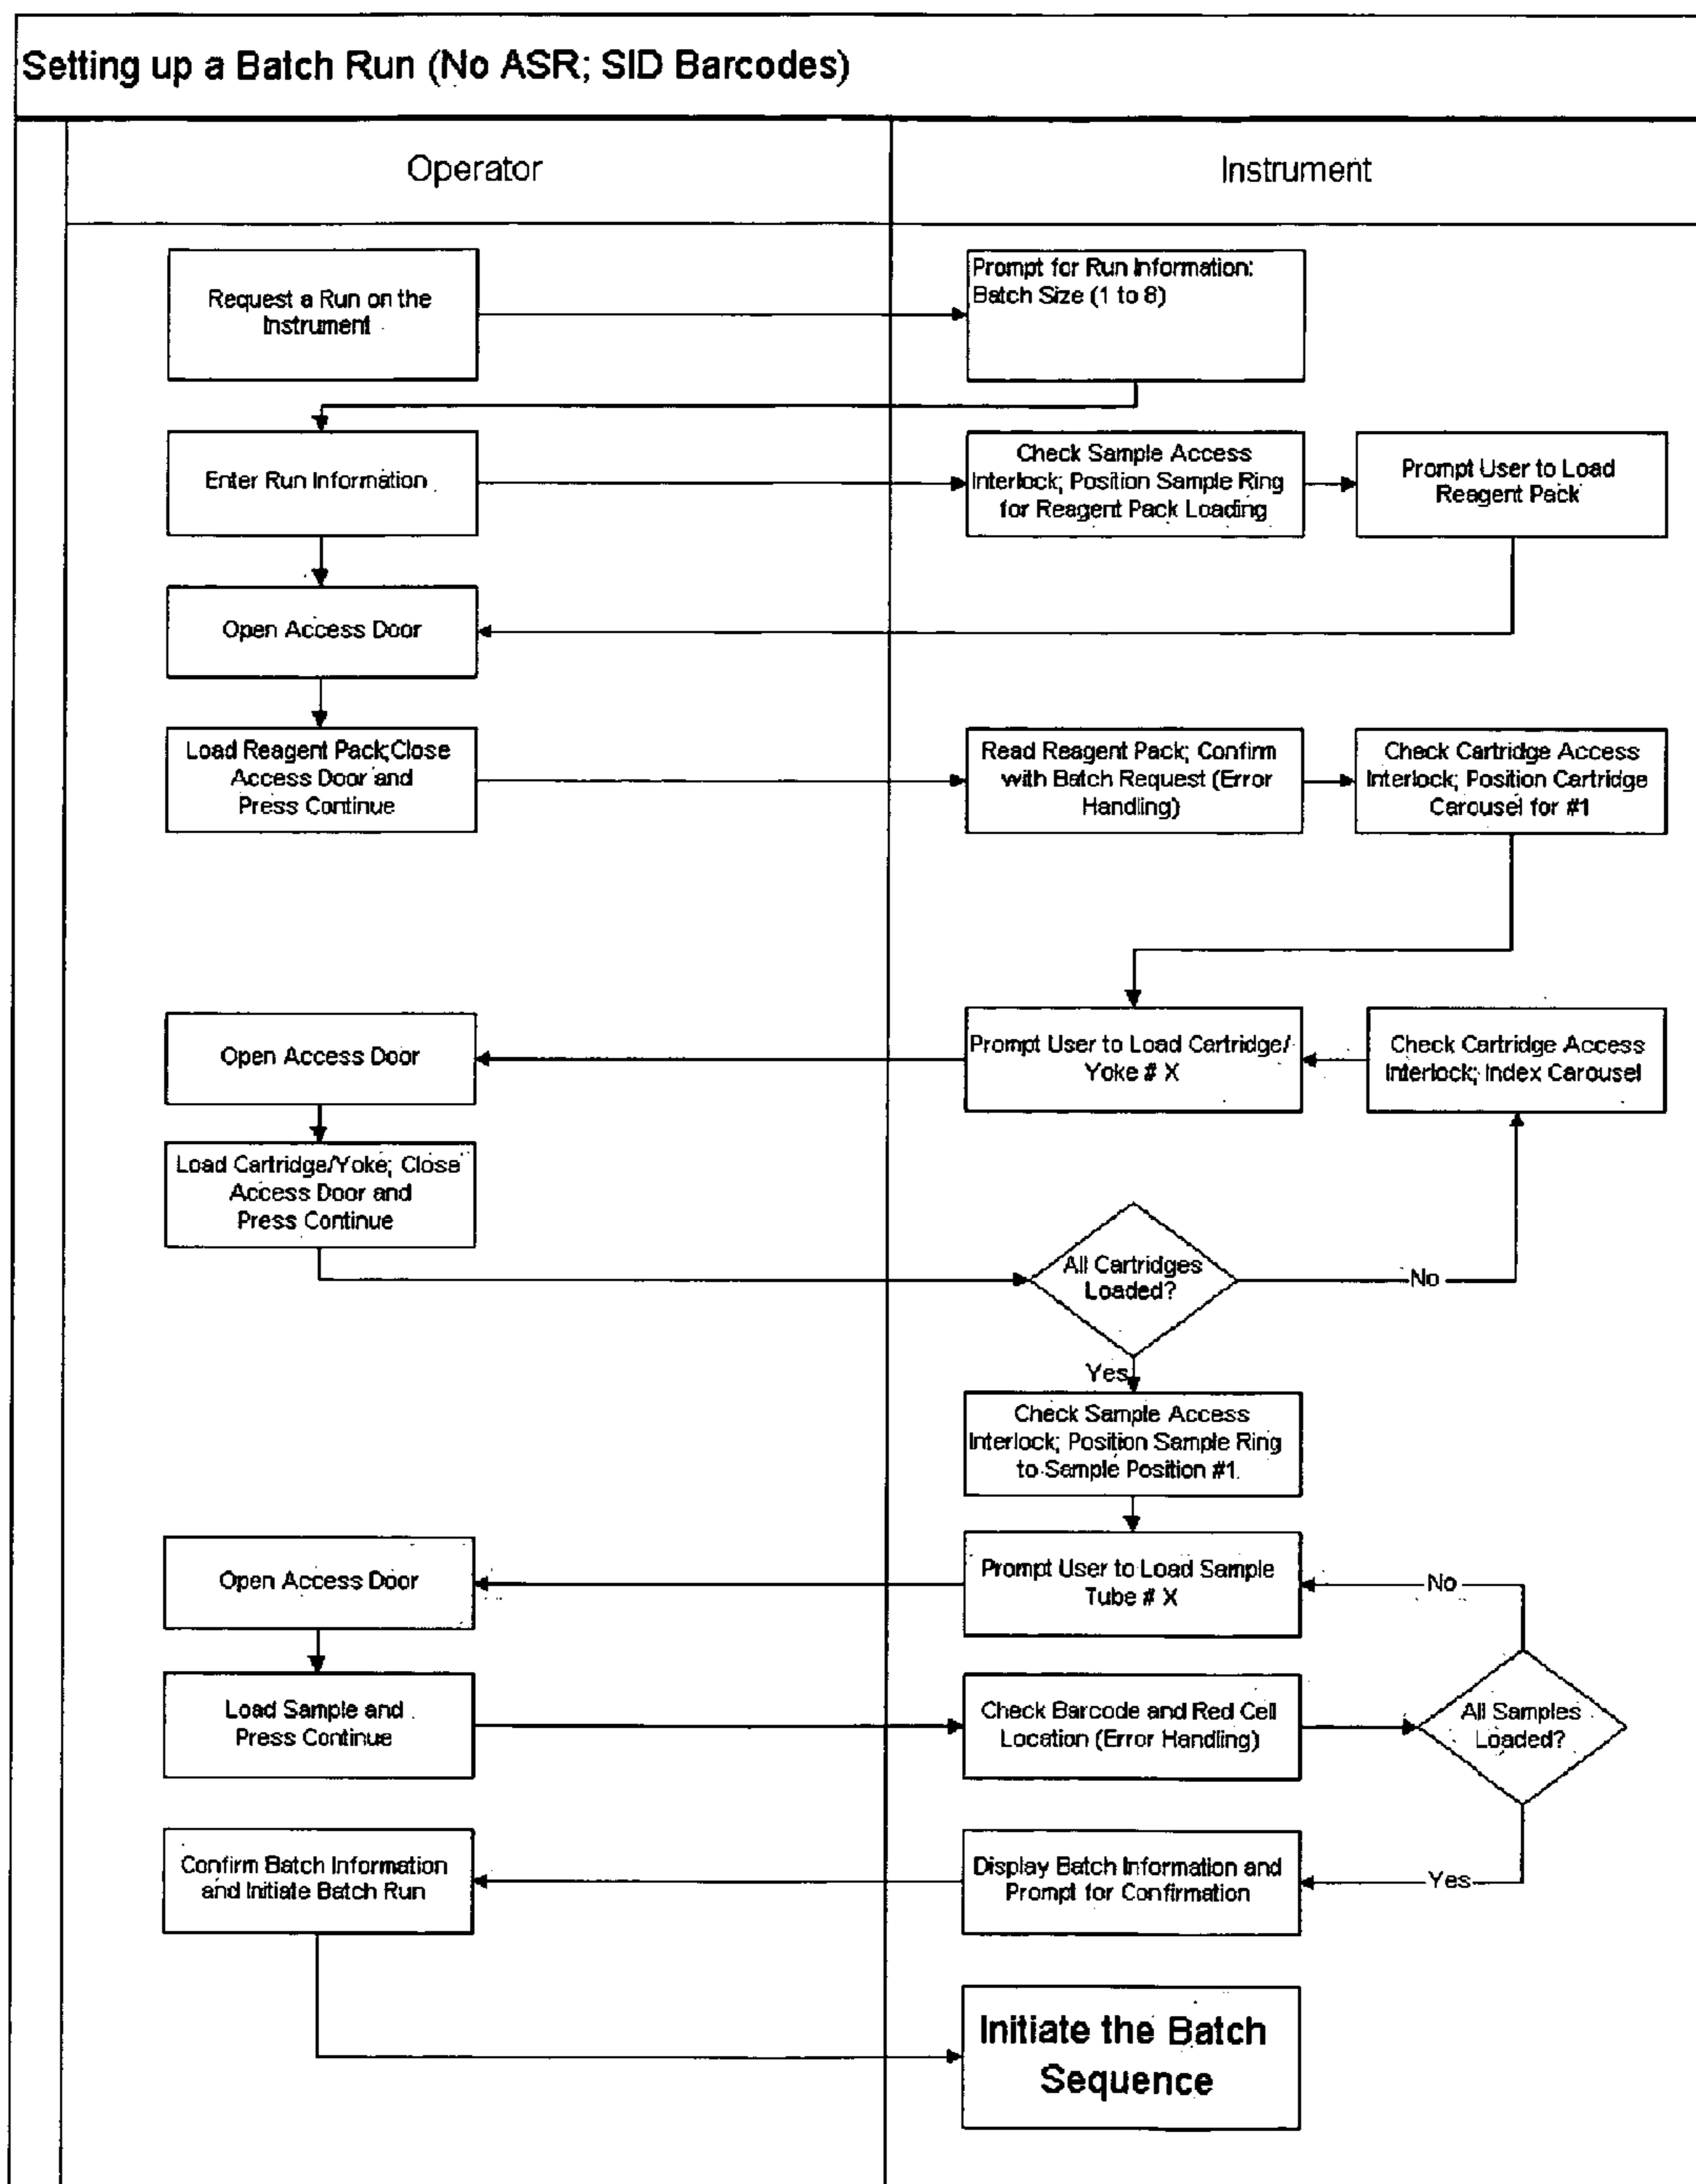 Setting up a Batch Run (No ASR; SID Barcodes)
Operator
Instrument
Request a Run on the
Instrument
Prompt for Run Information:
Batch Size (1 to 8)
Enter Run Information
Check Sample Access
Interlock; Position Sample Ring
for Reagent Pack Loading
Prompt User to Load
Reagent Pack
Open Access Door
Load Reagent Pack;Close
Access Door and
Press Continue
Read Reagent Pack; Confirm
with Batch Request (Error
Handling)
Check Cartridge Access
Interlock; Position Cartridge
Carousel for #1
Open Access Door
Prompt User to Load Cartridge/
Yoke # X
Check Cartridge Access
Interlock; Index Carousel
Load Cartridge/Yoke; Close
Access Door and
Press Continue
All Cartridges
Loaded?
No
Yes
Check Sample Access
Interlock; Position Sample Ring
to Sample Position #1
Open Access Door
Prompt User to Load Sample
Tube # X
No
Load Sample and
Press Continue
Check Barcode and Red Cell
Location (Error Handling)
All Samples
Loaded?
Confirm Batch Information
and Initiate Batch Run
Display Batch Information and
Prompt for Confirmation
Yes
Initiate the Batch
Sequence